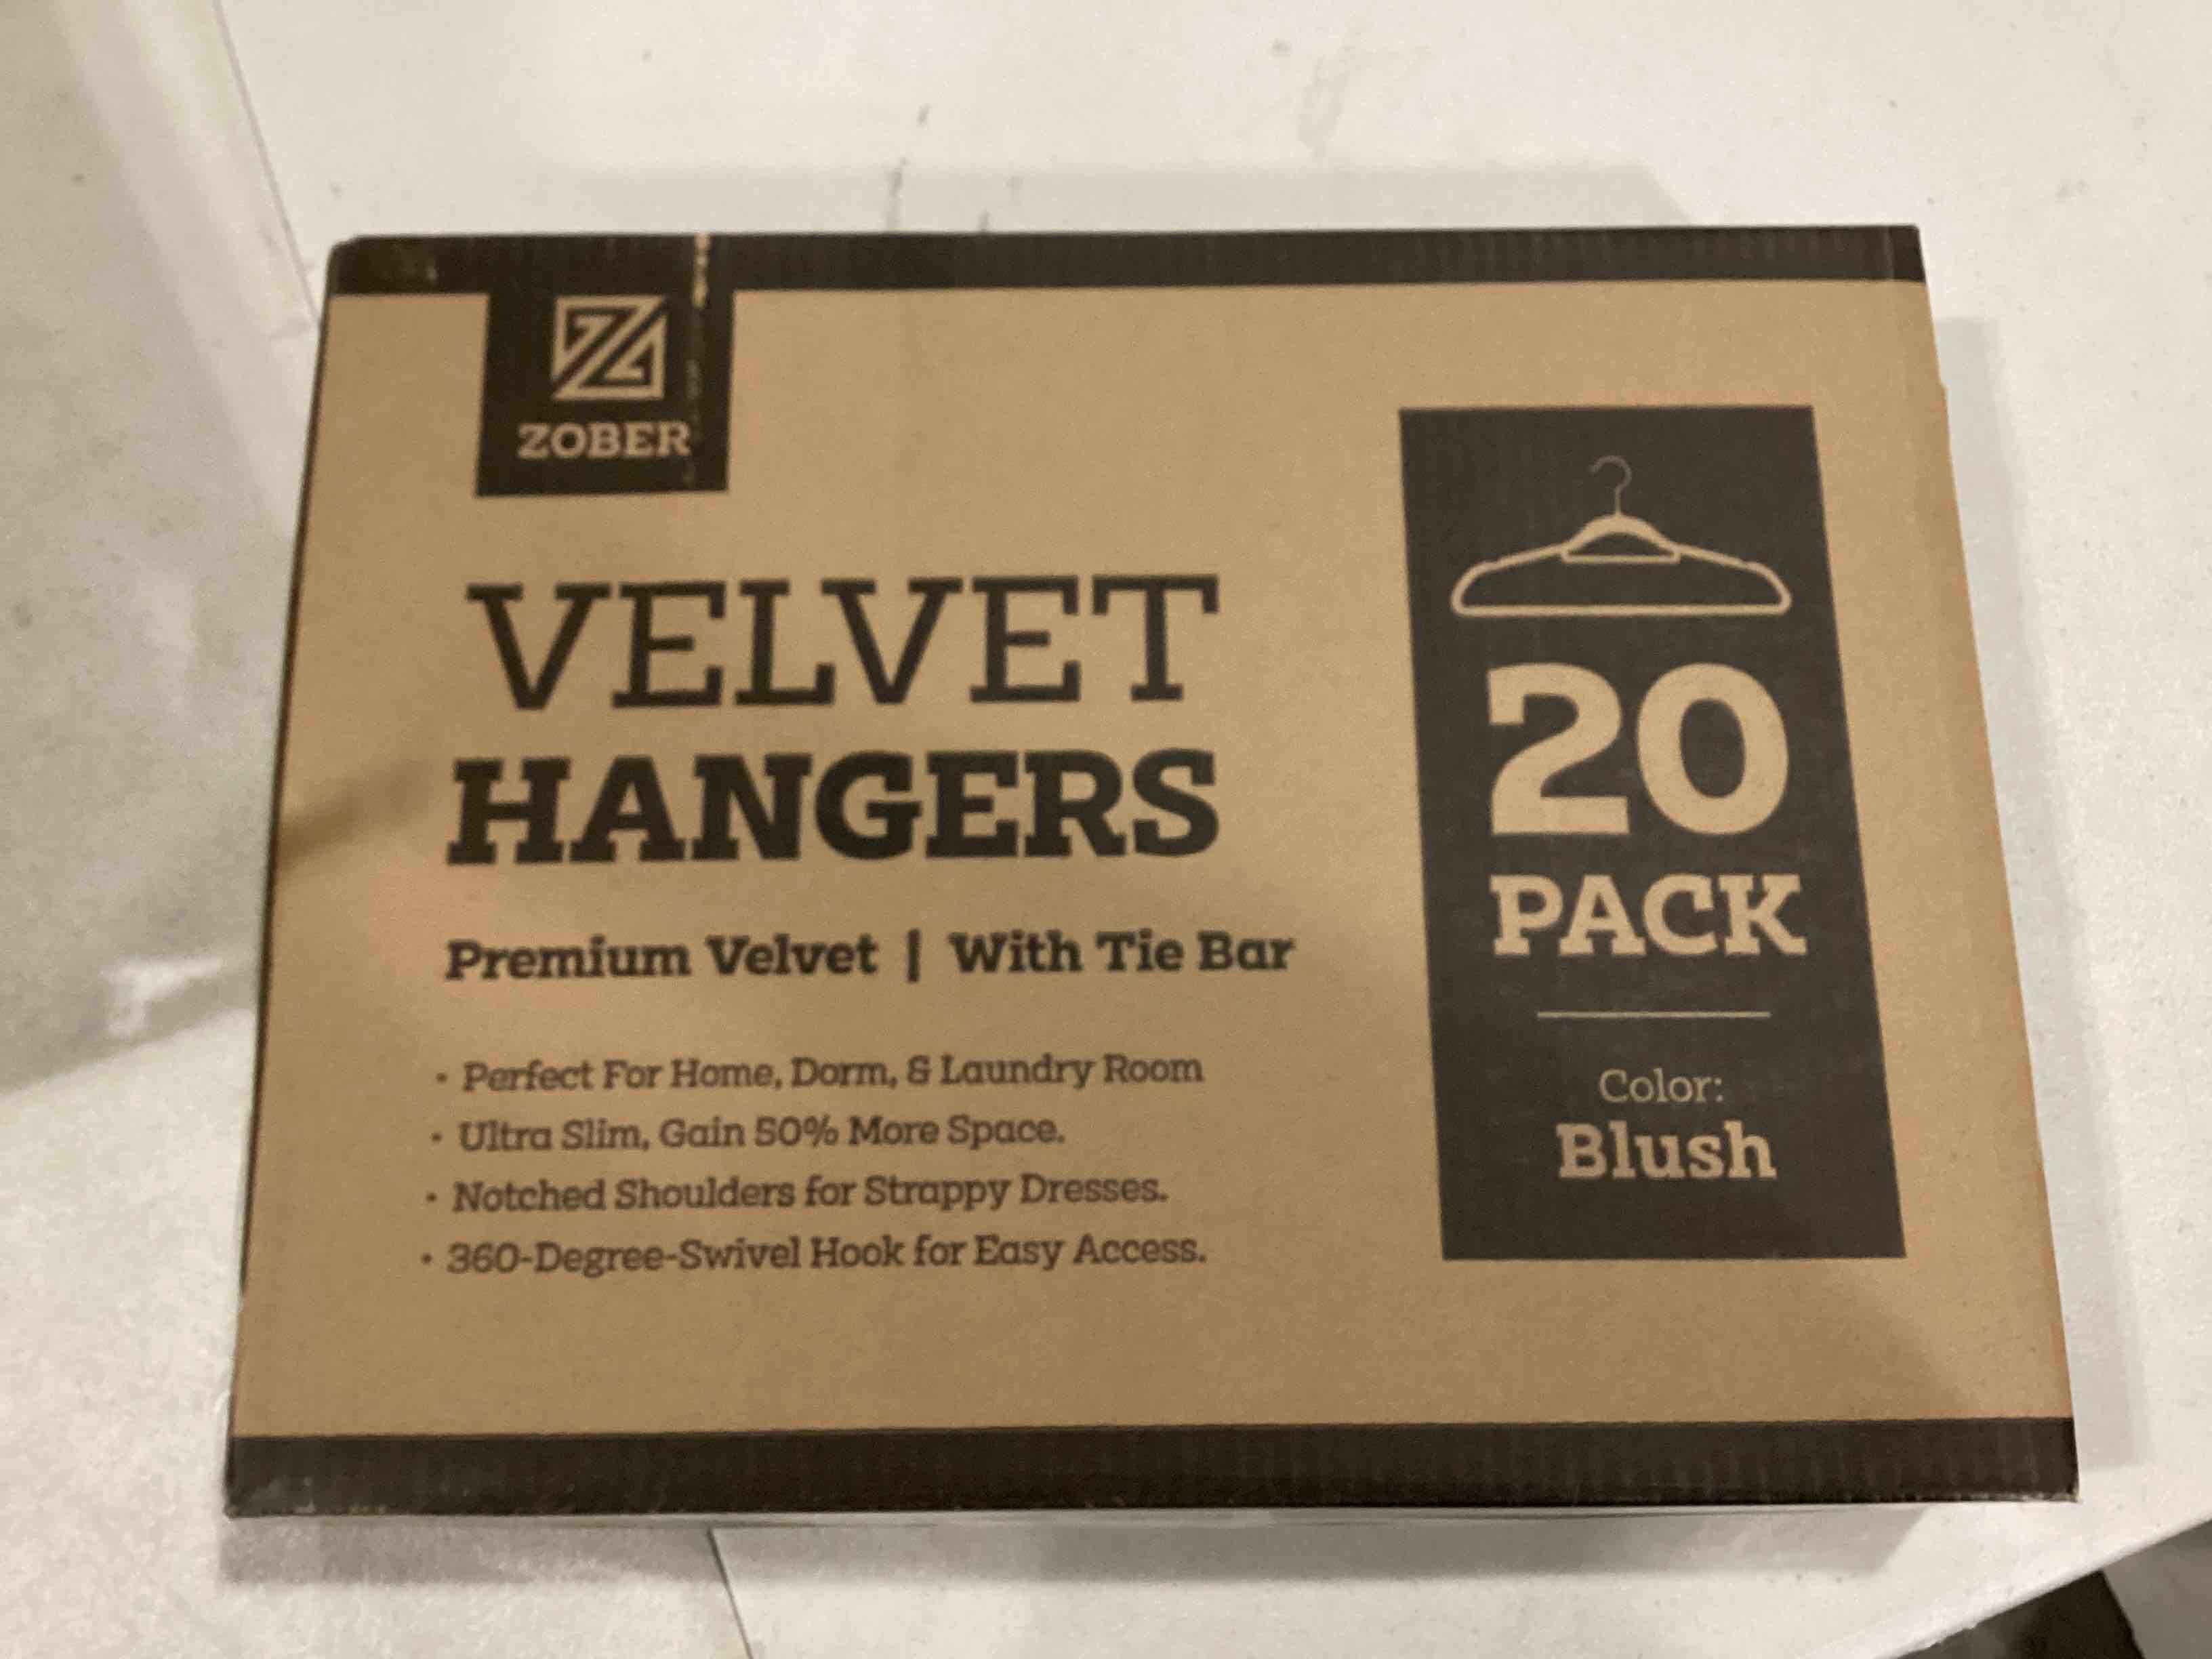 ZOBER
VELVET
HANGERS
Premium Velvet | With Tie Bar
· Perfect For Home, Dorm, & Laundry Room
· Ultra Slim, Gain 50% More Space.
· Notched Shoulders for Strappy Dresses.
· 360-Degree-Swivel Hook for Easy Access.
20
PACK
Color:
Blush